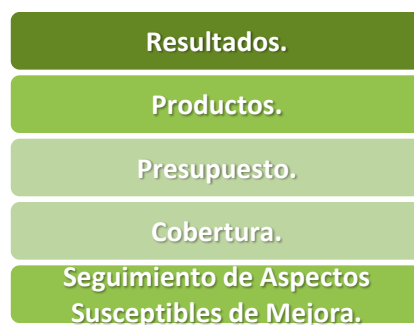 Resultados.
Productos.
Presupuesto.
Cobertura.
Seguimiento de Aspectos
Susceptibles de Mejora.